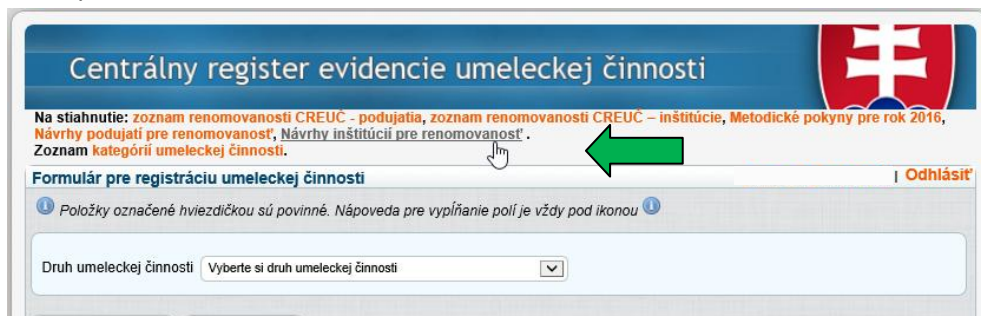 Centrálny register evidencie umeleckej činnosti
Na stiahnutie: zoznam renomovanosti CREUČ - podujatia, zoznam renomovanosti CREUČ – inštitúcie, Metodické pokyny pre rok 2016,
Návrhy podujatí pre renomovanosť, Návrhy inštitúcií pre renomovanosť .
Zoznam kategórií umeleckej činnosti.
Formulár pre registráciu umeleckej činnosti | Odhlásiť
Položky označené hviezdičkou sú povinné. Nápoveda pre vypĺňanie polí je vždy pod ikonou
Druh umeleckej činnosti Vyberte si druh umeleckej činnosti